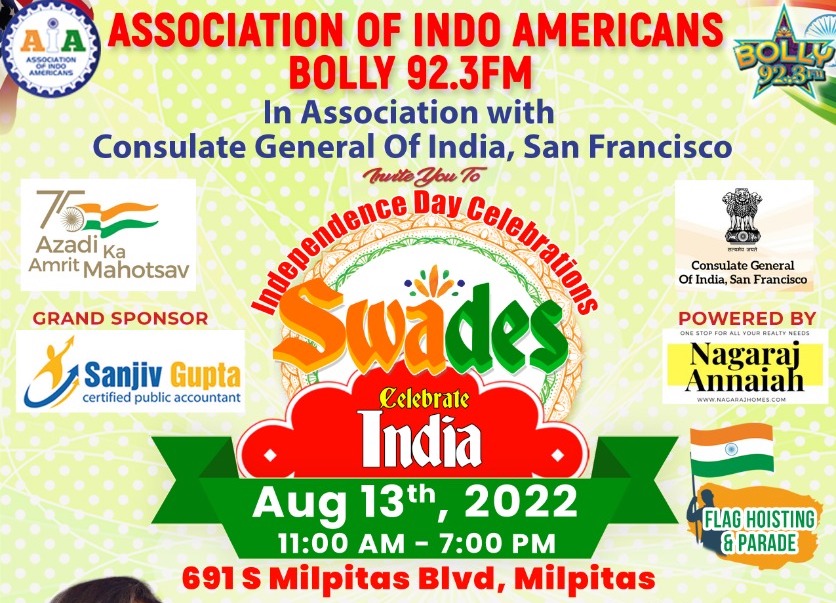 AIA
ASSOCIATION
OF INDO
AMERICANS
ASSOCIATION OF INDO AMERICANS
BOLLY 92.3FM
BOLLY
92.3FM
In Association with
Consulate General Of India, San Francisco
Invite You To
75
Azadi Ka
Amrit Mahotsav
Independence Day Celebrations
Swades
Celebrate
India
सत्यमेव जयते
Consulate General
Of India, San Francisco
GRAND SPONSOR
Sanjiv Gupta
certified public accountant
POWERED BY
ONE STOP FOR ALL YOUR REALTY NEEDS
Nagaraj
Annaiah
WWW.NAGARAJHOMES.COM
Aug 13th, 2022
11:00 AM - 7:00 PM
FLAG HOISTING
& PARADE
691 S Milpitas Blvd, Milpitas